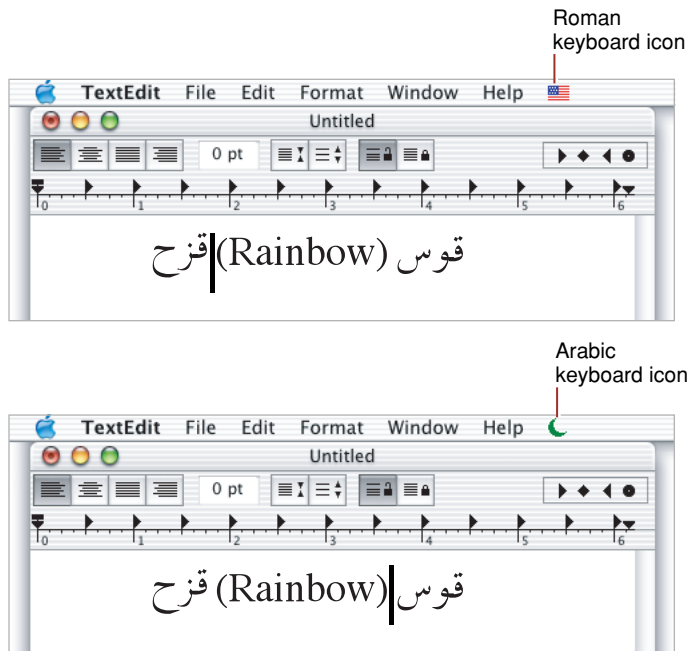 Roman
keyboard icon
TextEdit File Edit Format Window Help
Untitled
0 pt
0 1 2 3 4 5 6
قوس (Rainbow) قزح
Arabic
keyboard icon
TextEdit File Edit Format Window Help
Untitled
0 pt
0 1 2 3 4 5 6
قوس (Rainbow) قزح